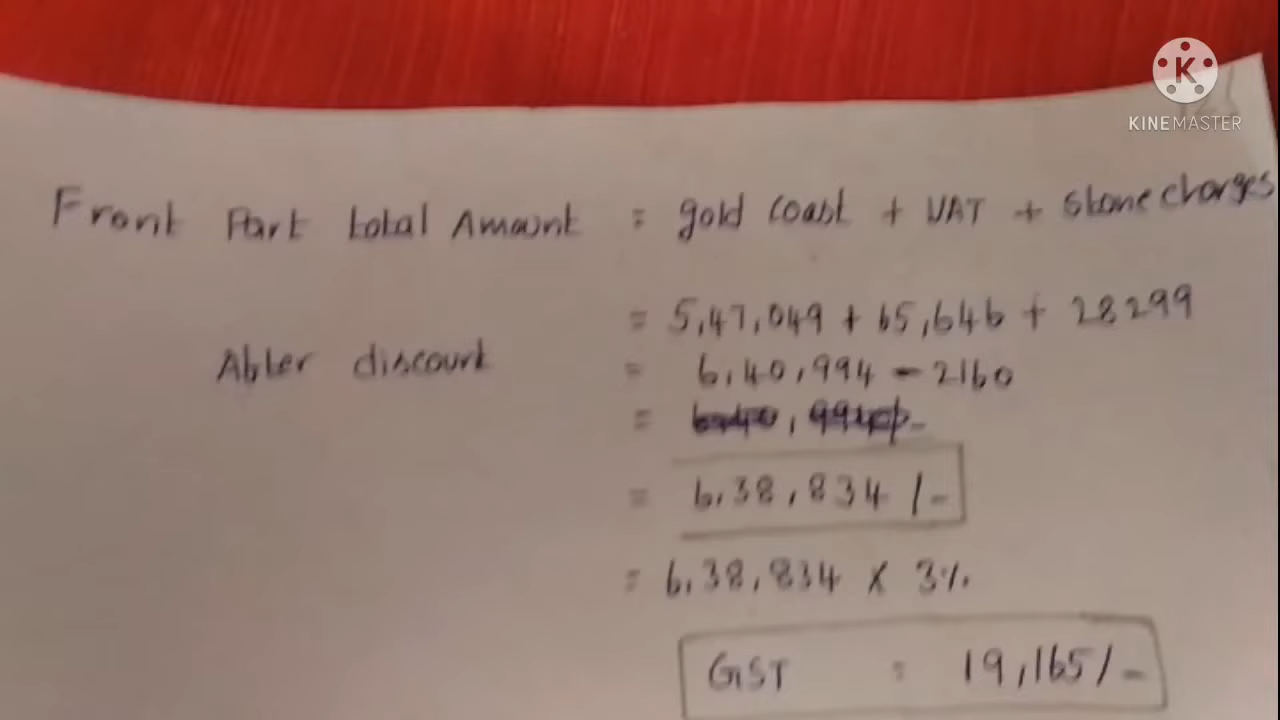 KINEMASTER
Front Part total Amount = gold coast + VAT + stone charges
= 5,47,049 + 65,646 + 28299
After discount = 6,40,994 - 2160
= 6,38,834 /-
= 6,38,834 X 3%
GST = 19,165/-